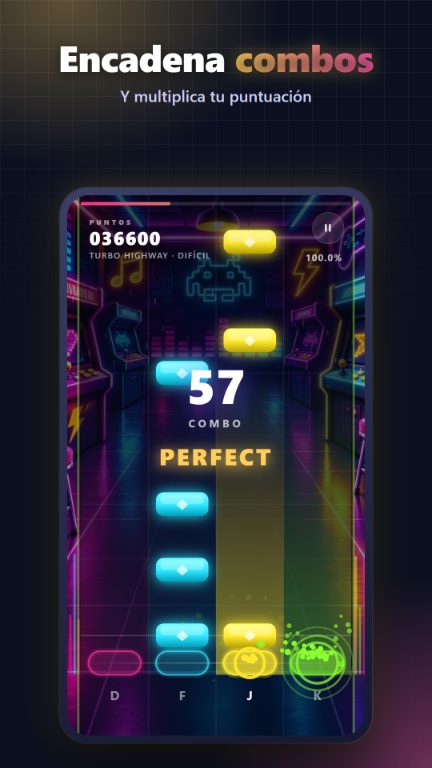 Encadena combos
Y multiplica tu puntuación
PUNTOS
036600
TURBO HIGHWAY · DIFÍCIL
100.0%
57
COMBO
PERFECT
D F J K